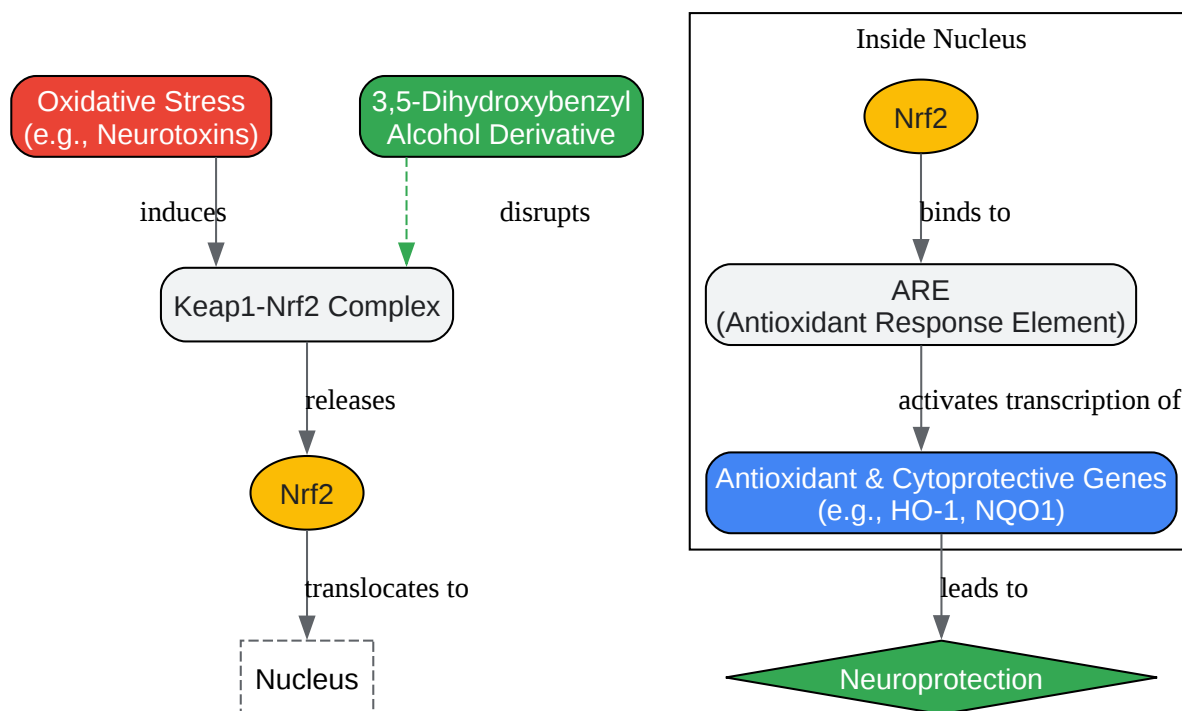 Oxidative Stress
(e.g., Neurotoxins)
3,5-Dihydroxybenzyl
Alcohol Derivative
induces
disrupts
Keap1-Nrf2 Complex
releases
Nrf2
translocates to
Nucleus
Inside Nucleus
Nrf2
binds to
ARE
(Antioxidant Response Element)
activates transcription of
Antioxidant & Cytoprotective Genes
(e.g., HO-1, NQO1)
leads to
Neuroprotection